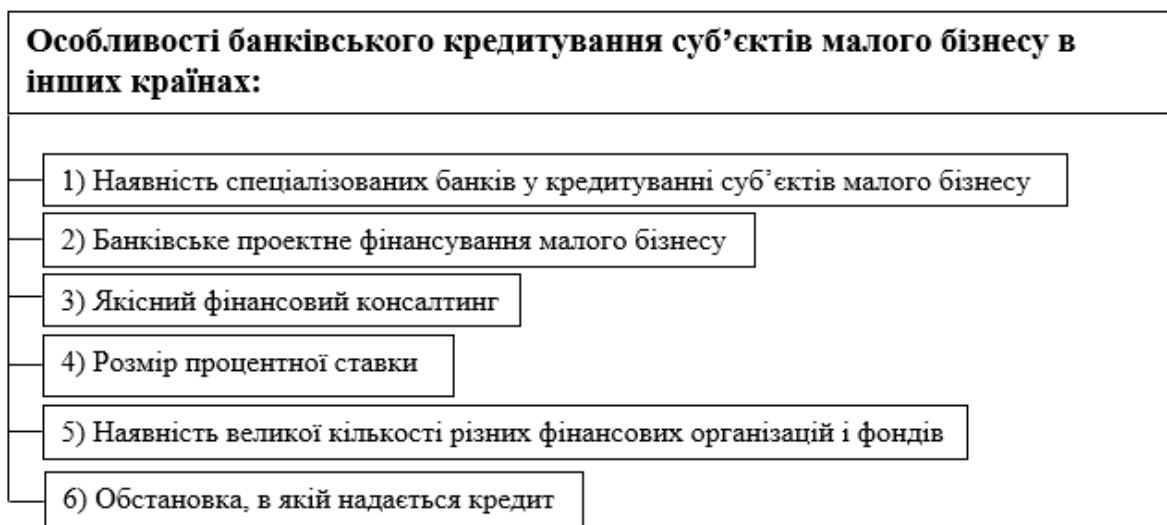 Особливості банківського кредитування суб’єктів малого бізнесу в
інших країнах:
1) Наявність спеціалізованих банків у кредитуванні суб’єктів малого бізнесу
2) Банківське проектне фінансування малого бізнесу
3) Якісний фінансовий консалтинг
4) Розмір процентної ставки
5) Наявність великої кількості різних фінансових організацій і фондів
6) Обстановка, в якій надається кредит